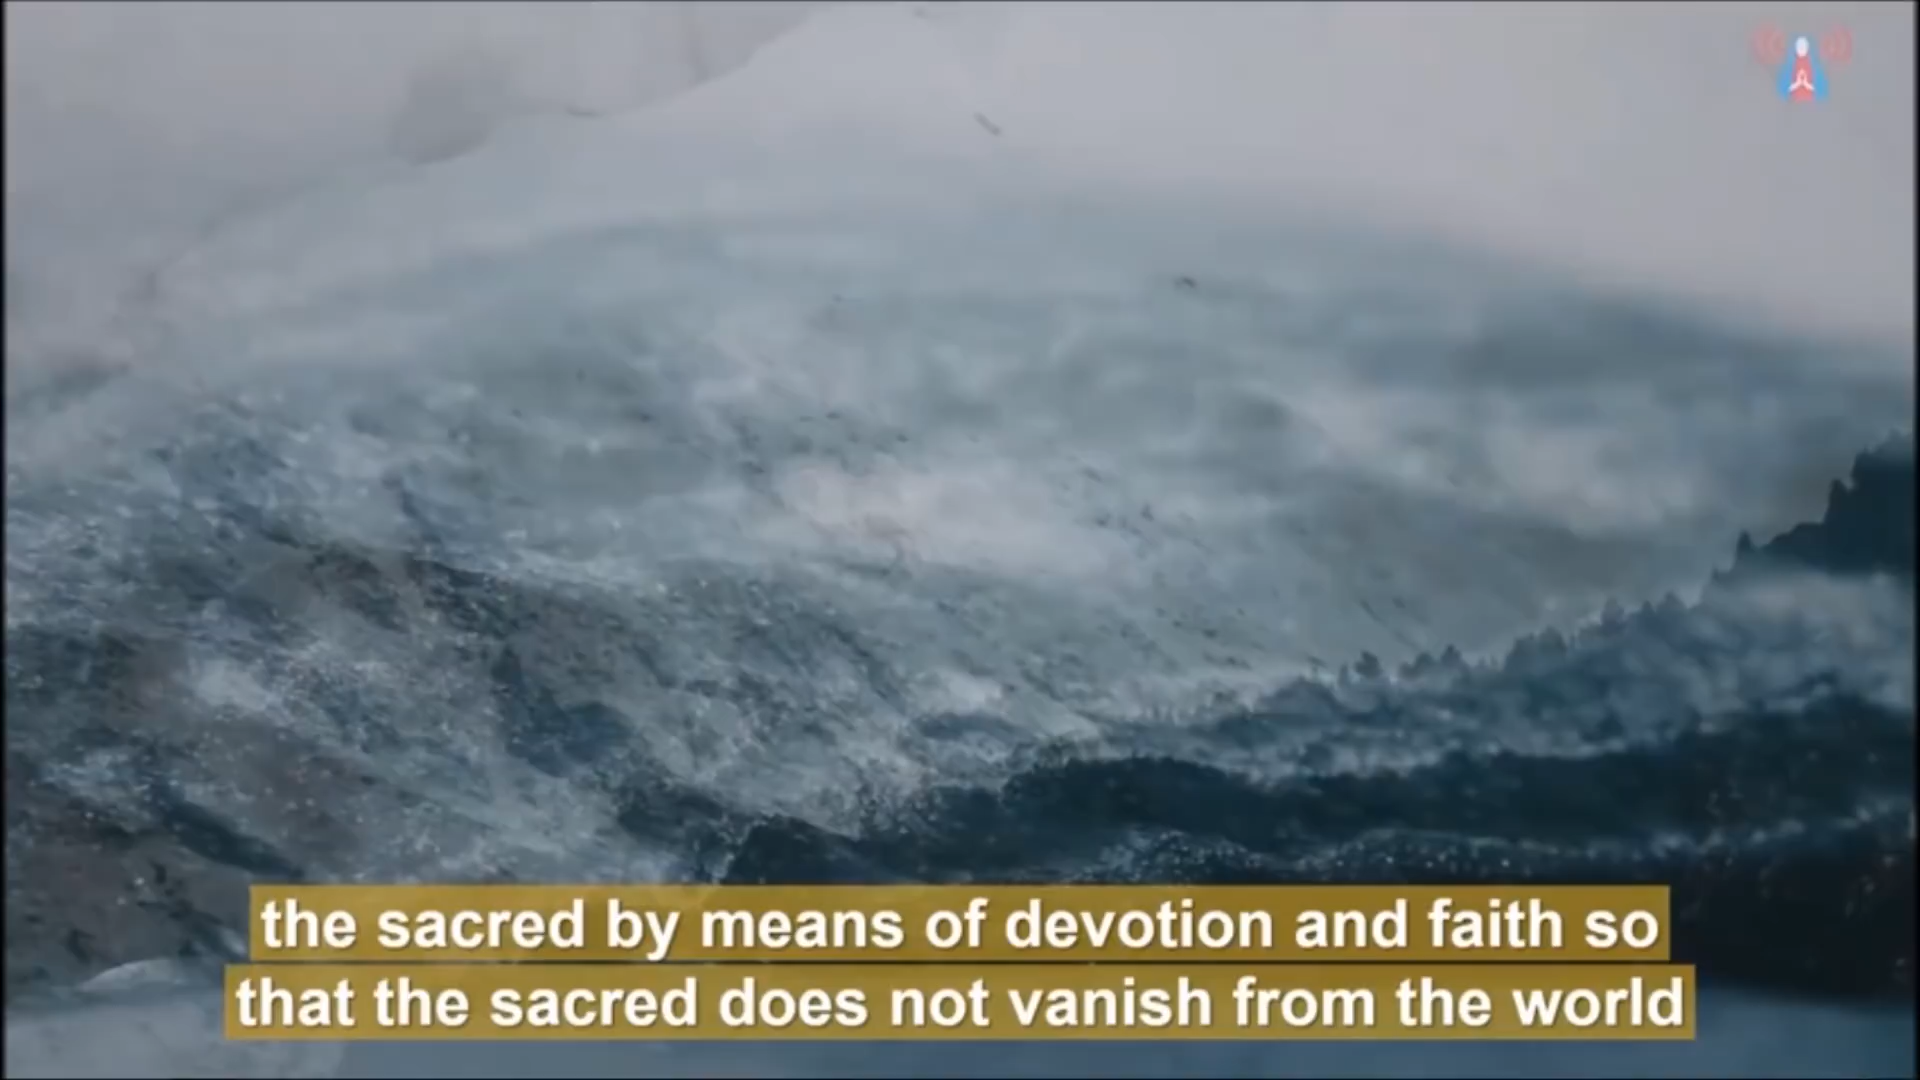 the sacred by means of devotion and faith so
that the sacred does not vanish from the world